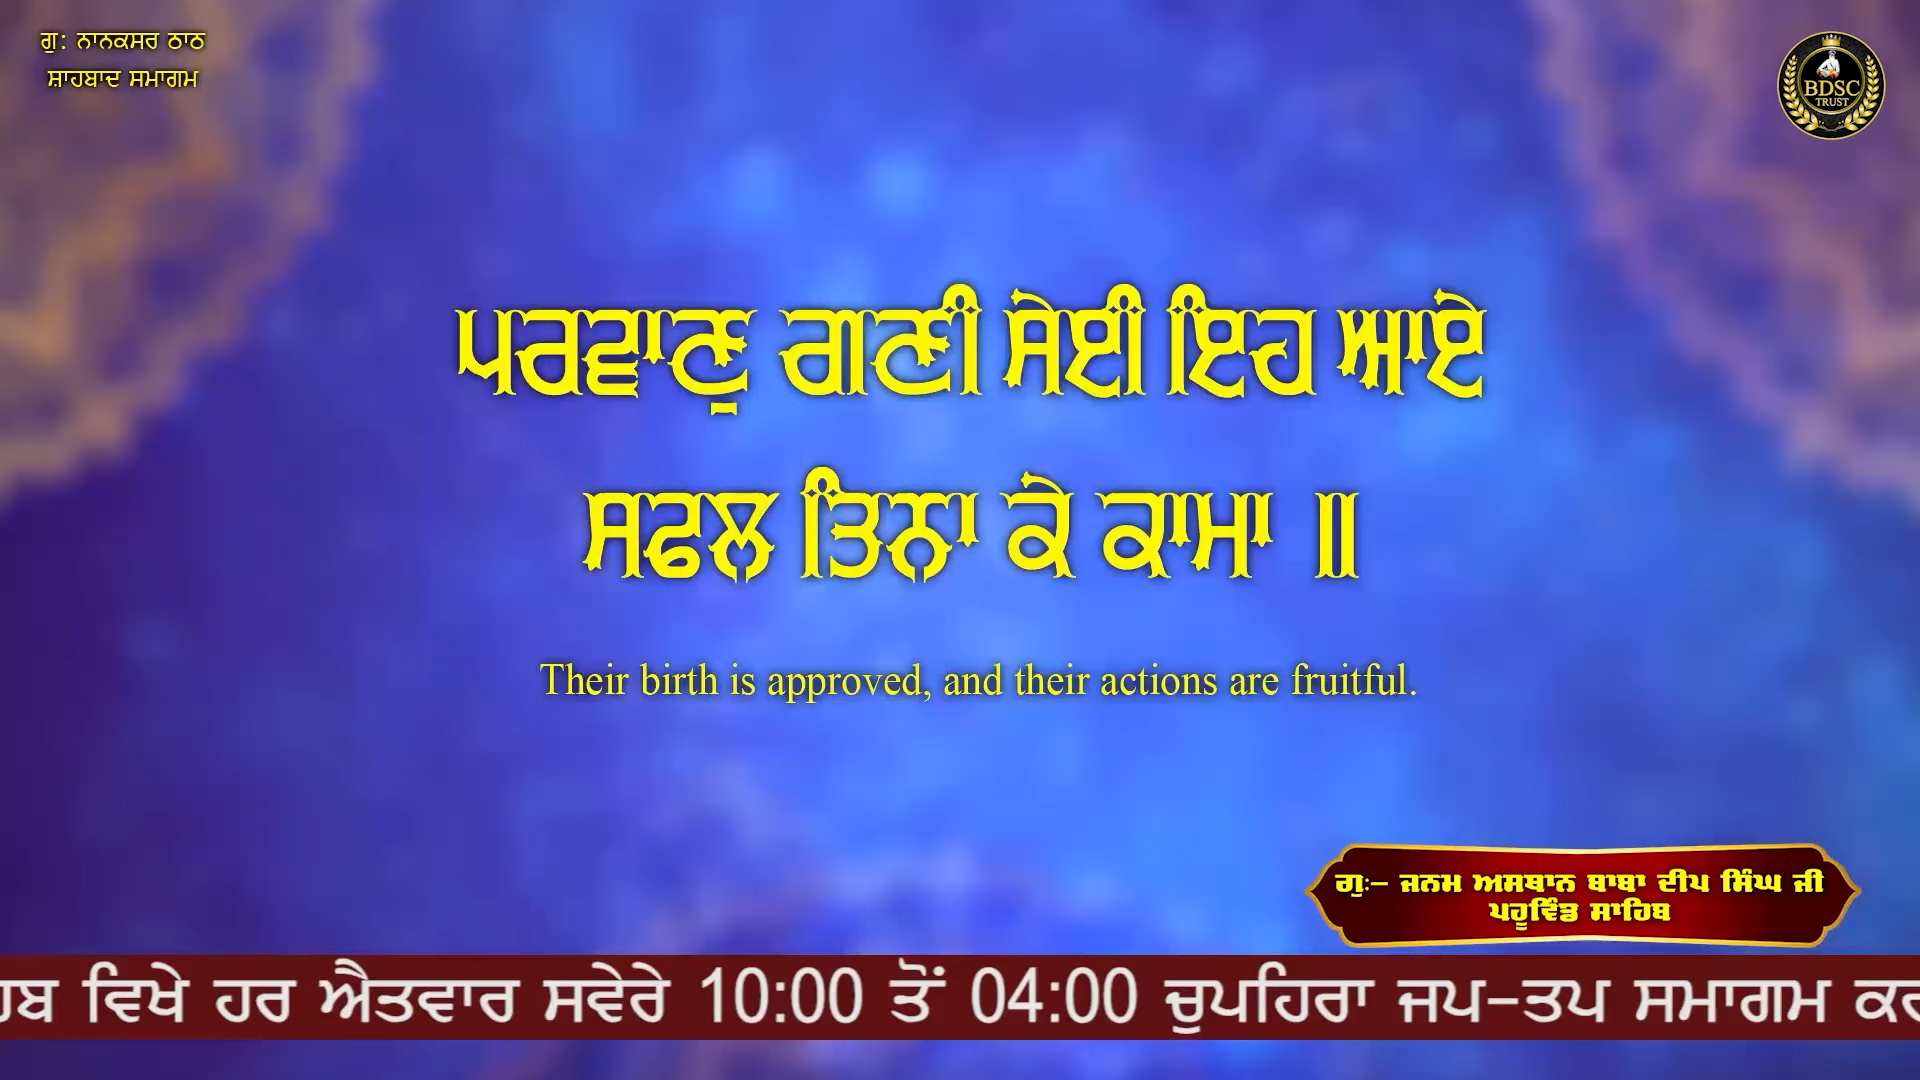 ਗੁ: ਨਾਨਕਸਰ ਠਾਠ
ਸ਼ਾਹਬਾਦ ਸਮਾਗਮ
BDSC
TRUST
ਪਰਵਾਣੁ ਗਣੀ ਸੇਈ ਇਹ ਆਏ
ਸਫਲ ਤਿਨਾ ਕੇ ਕਾਮਾ ॥
Their birth is approved, and their actions are fruitful.
ਗੁਃ- ਜਨਮ ਅਸਥਾਨ ਬਾਬਾ ਦੀਪ ਸਿੰਘ ਜੀ
ਪਹੂਵਿੰਡ ਸਾਹਿਬ
ਵਿਖੇ ਹਰ ਐਤਵਾਰ ਸਵੇਰੇ 10:00 ਤੋਂ 04:00 ਚੁਪਹਿਰਾ ਜਪ-ਤਪ ਸਮਾਗਮ